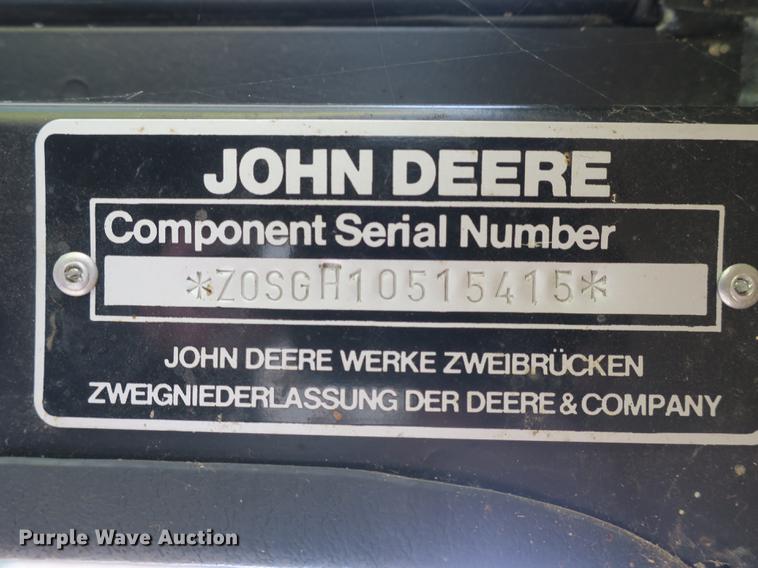 JOHN DEERE
Component Serial Number
*Z0SGH10515415*
JOHN DEERE WERKE ZWEIBRÜCKEN
ZWEIGNIEDERLASSUNG DER DEERE & COMPANY
Purple Wave Auction